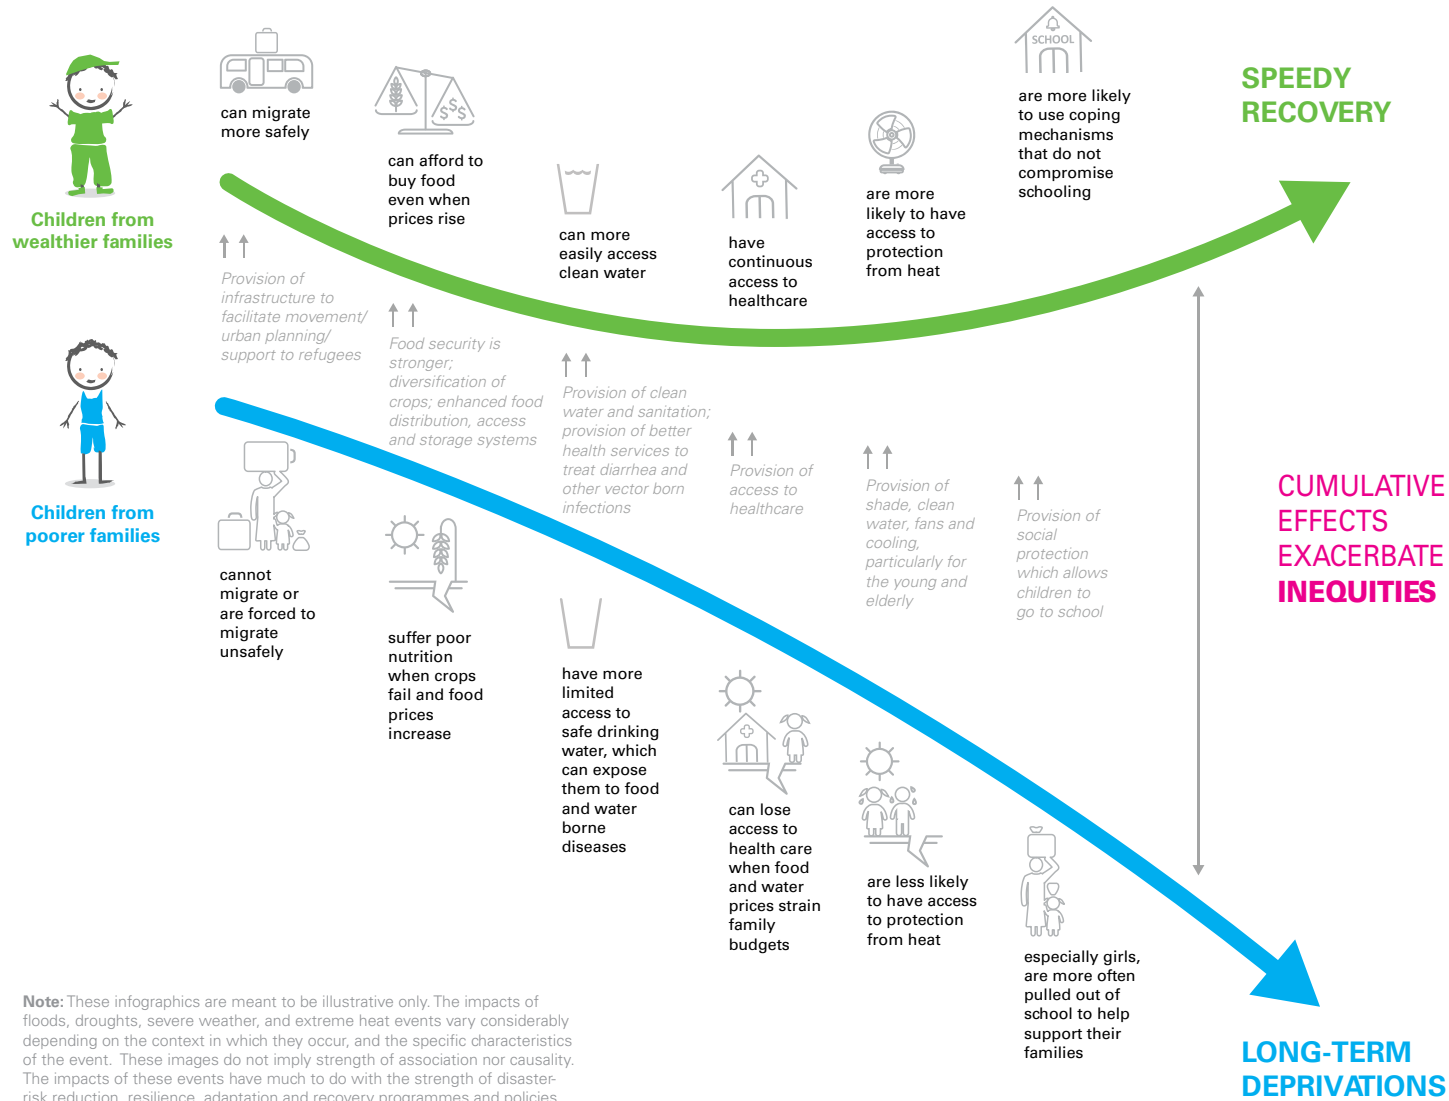 can migrate
more safely
can afford to
buy food
even when
prices rise
can more
easily access
clean water
have
continuous
access to
healthcare
are more
likely to have
access to
protection
from heat
SCHOOL
are more likely
to use coping
mechanisms
that do not
compromise
schooling
SPEEDY
RECOVERY
$$$
Children from
wealthier families
Provision of
infrastructure to
facilitate movement/
urban planning/
support to refugees
Food security is
stronger;
diversification of
crops; enhanced food
distribution, access
and storage systems
Provision of clean
water and sanitation;
provision of better
health services to
treat diarrhea and
other vector born
infections
Provision of
access to
healthcare
Provision of
shade, clean
water, fans and
cooling,
particularly for
the young and
elderly
Provision of
social
protection
which allows
children to
go to school
CUMULATIVE
EFFECTS
EXACERBATE
INEQUITIES
Children from
poorer families
cannot
migrate or
are forced to
migrate
unsafely
suffer poor
nutrition
when crops
fail and food
prices
increase
have more
limited
access to
safe drinking
water, which
can expose
them to food
and water
borne
diseases
can lose
access to
health care
when food
and water
prices strain
family
budgets
are less likely
to have access
to protection
from heat
especially girls,
are more often
pulled out of
school to help
support their
families
LONG-TERM
DEPRIVATIONS
Note: These infographics are meant to be illustrative only. The impacts of
floods, droughts, severe weather, and extreme heat events vary considerably
depending on the context in which they occur, and the specific characteristics
of the event. These images do not imply strength of association nor causality.
The impacts of these events have much to do with the strength of disaster-
risk reduction, resilience, adaptation and recovery programmes and policies